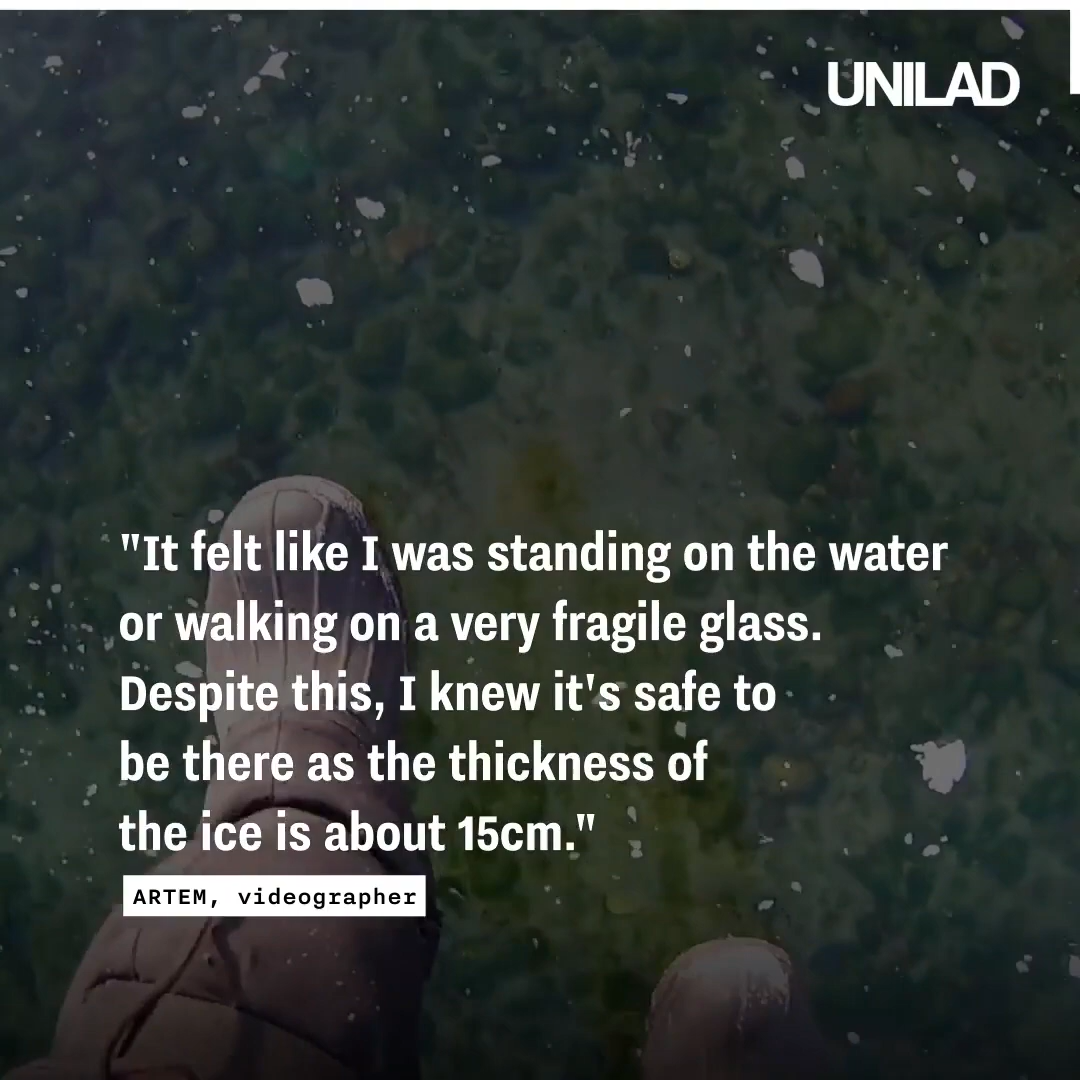 UNILAD
"It felt like I was standing on the water
or walking on a very fragile glass.
Despite this, I knew it's safe to
be there as the thickness of
the ice is about 15cm."
ARTEM, videographer